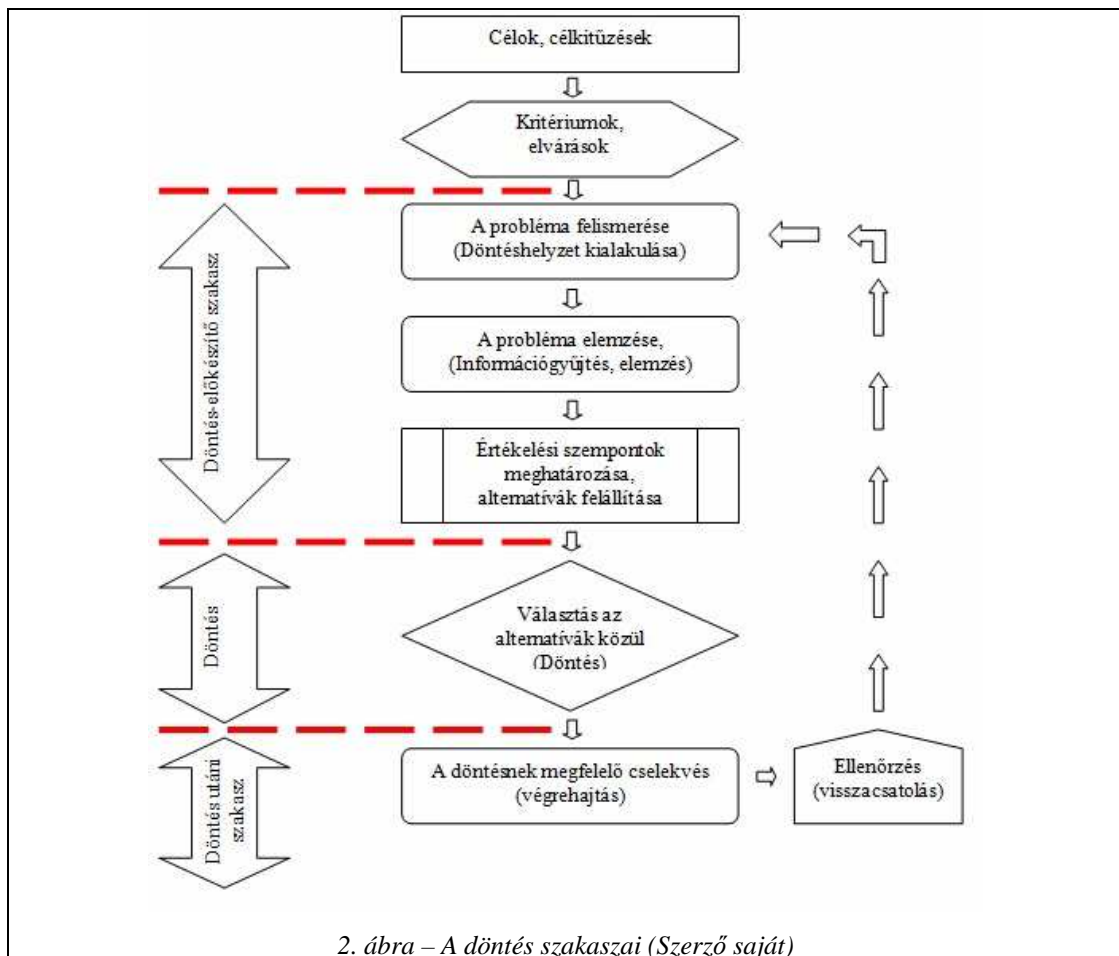 Célok, célkitűzések
Kritériumok,
elvárások
A probléma felismerése
(Döntéshelyzet kialakulása)
A probléma elemzése,
(Információgyűjtés, elemzés)
Értékelési szempontok
meghatározása,
alternatívák felállítása
Választás az
alternatívák közül
(Döntés)
A döntésnek megfelelő cselekvés
(végrehajtás)
Ellenőrzés
(visszacsatolás)
Döntés-előkészítő szakasz
Döntés
Döntés utáni
szakasz
2. ábra – A döntés szakaszai (Szerző saját)